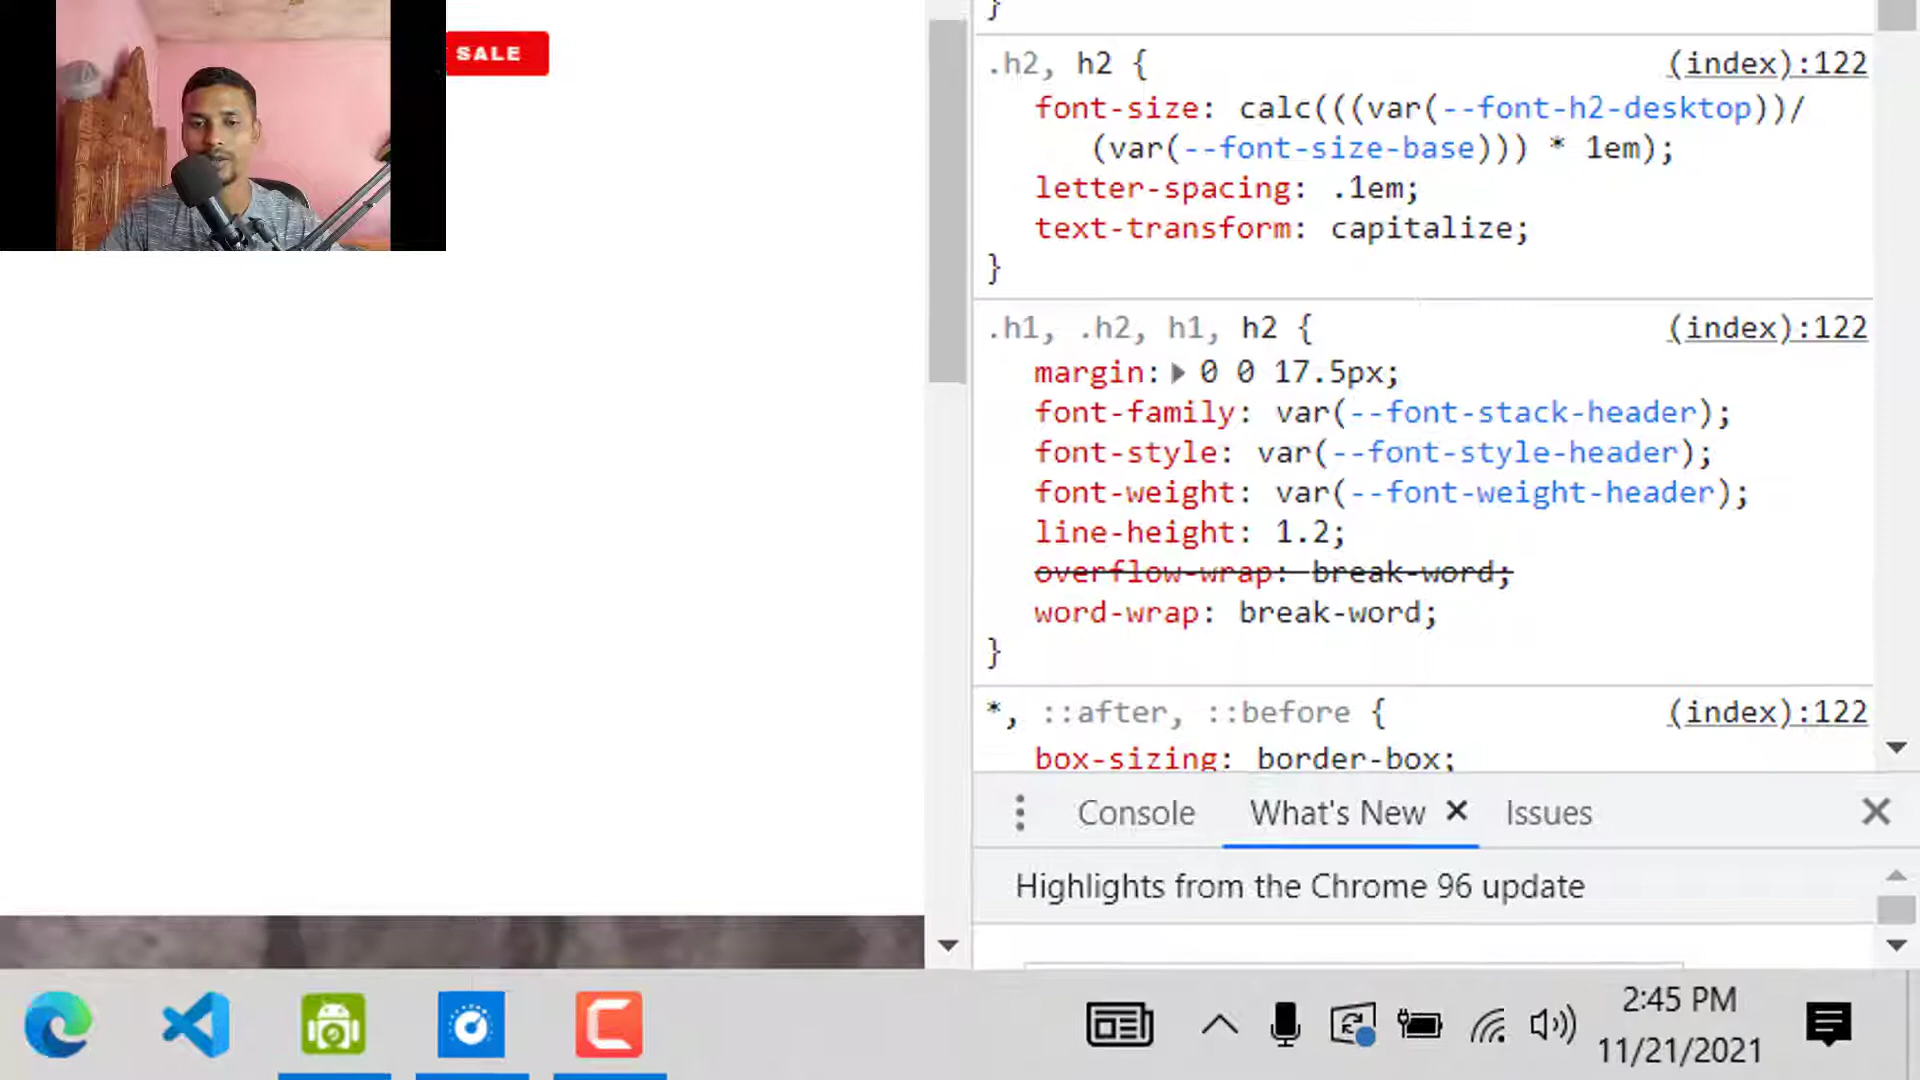 SALE
}
.h2, h2 { (index):122
font-size: calc(((var(--font-h2-desktop))/
(var(--font-size-base))) * 1em);
letter-spacing: .1em;
text-transform: capitalize;
}
.h1, .h2, h1, h2 { (index):122
margin: 0 0 17.5px;
font-family: var(--font-stack-header);
font-style: var(--font-style-header);
font-weight: var(--font-weight-header);
line-height: 1.2;
overflow-wrap: break-word;
word-wrap: break-word;
}
*, ::after, ::before { (index):122
box-sizing: border-box;
Console What's New Issues
Highlights from the Chrome 96 update
2:45 PM
11/21/2021